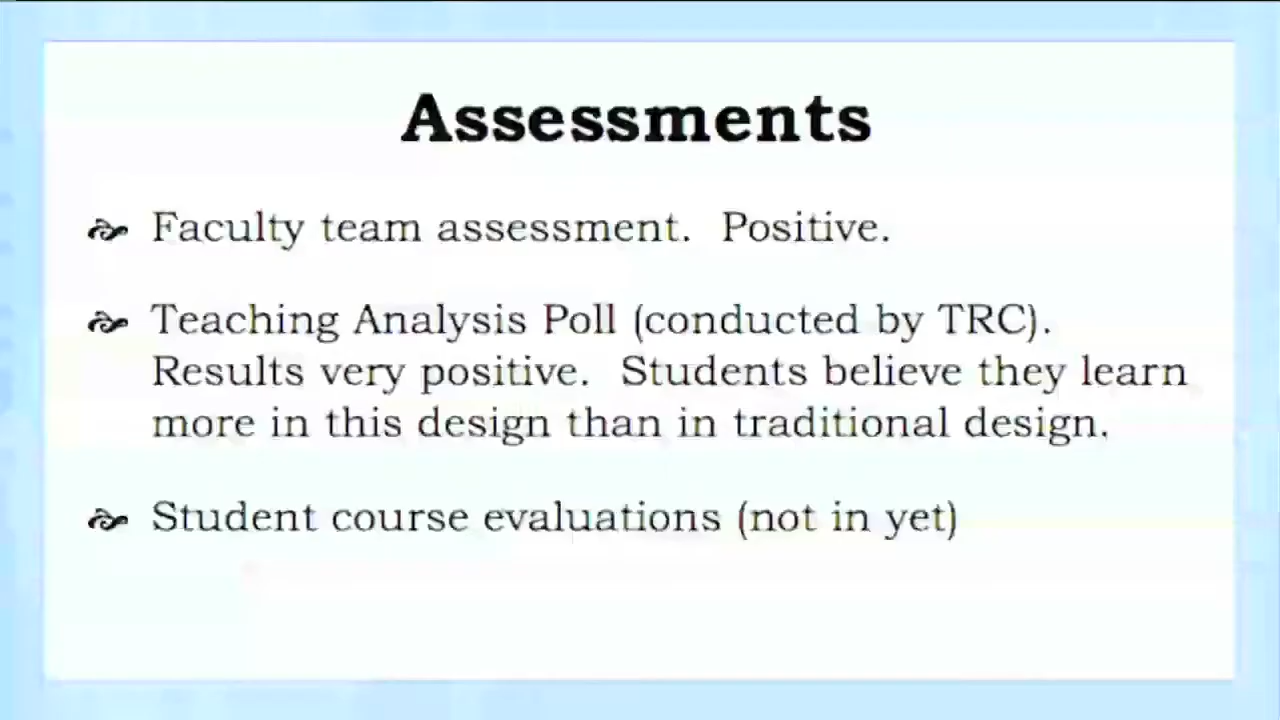 Assessments
Faculty team assessment.  Positive.
Teaching Analysis Poll (conducted by TRC).
Results very positive.  Students believe they learn
more in this design than in traditional design.
Student course evaluations (not in yet)